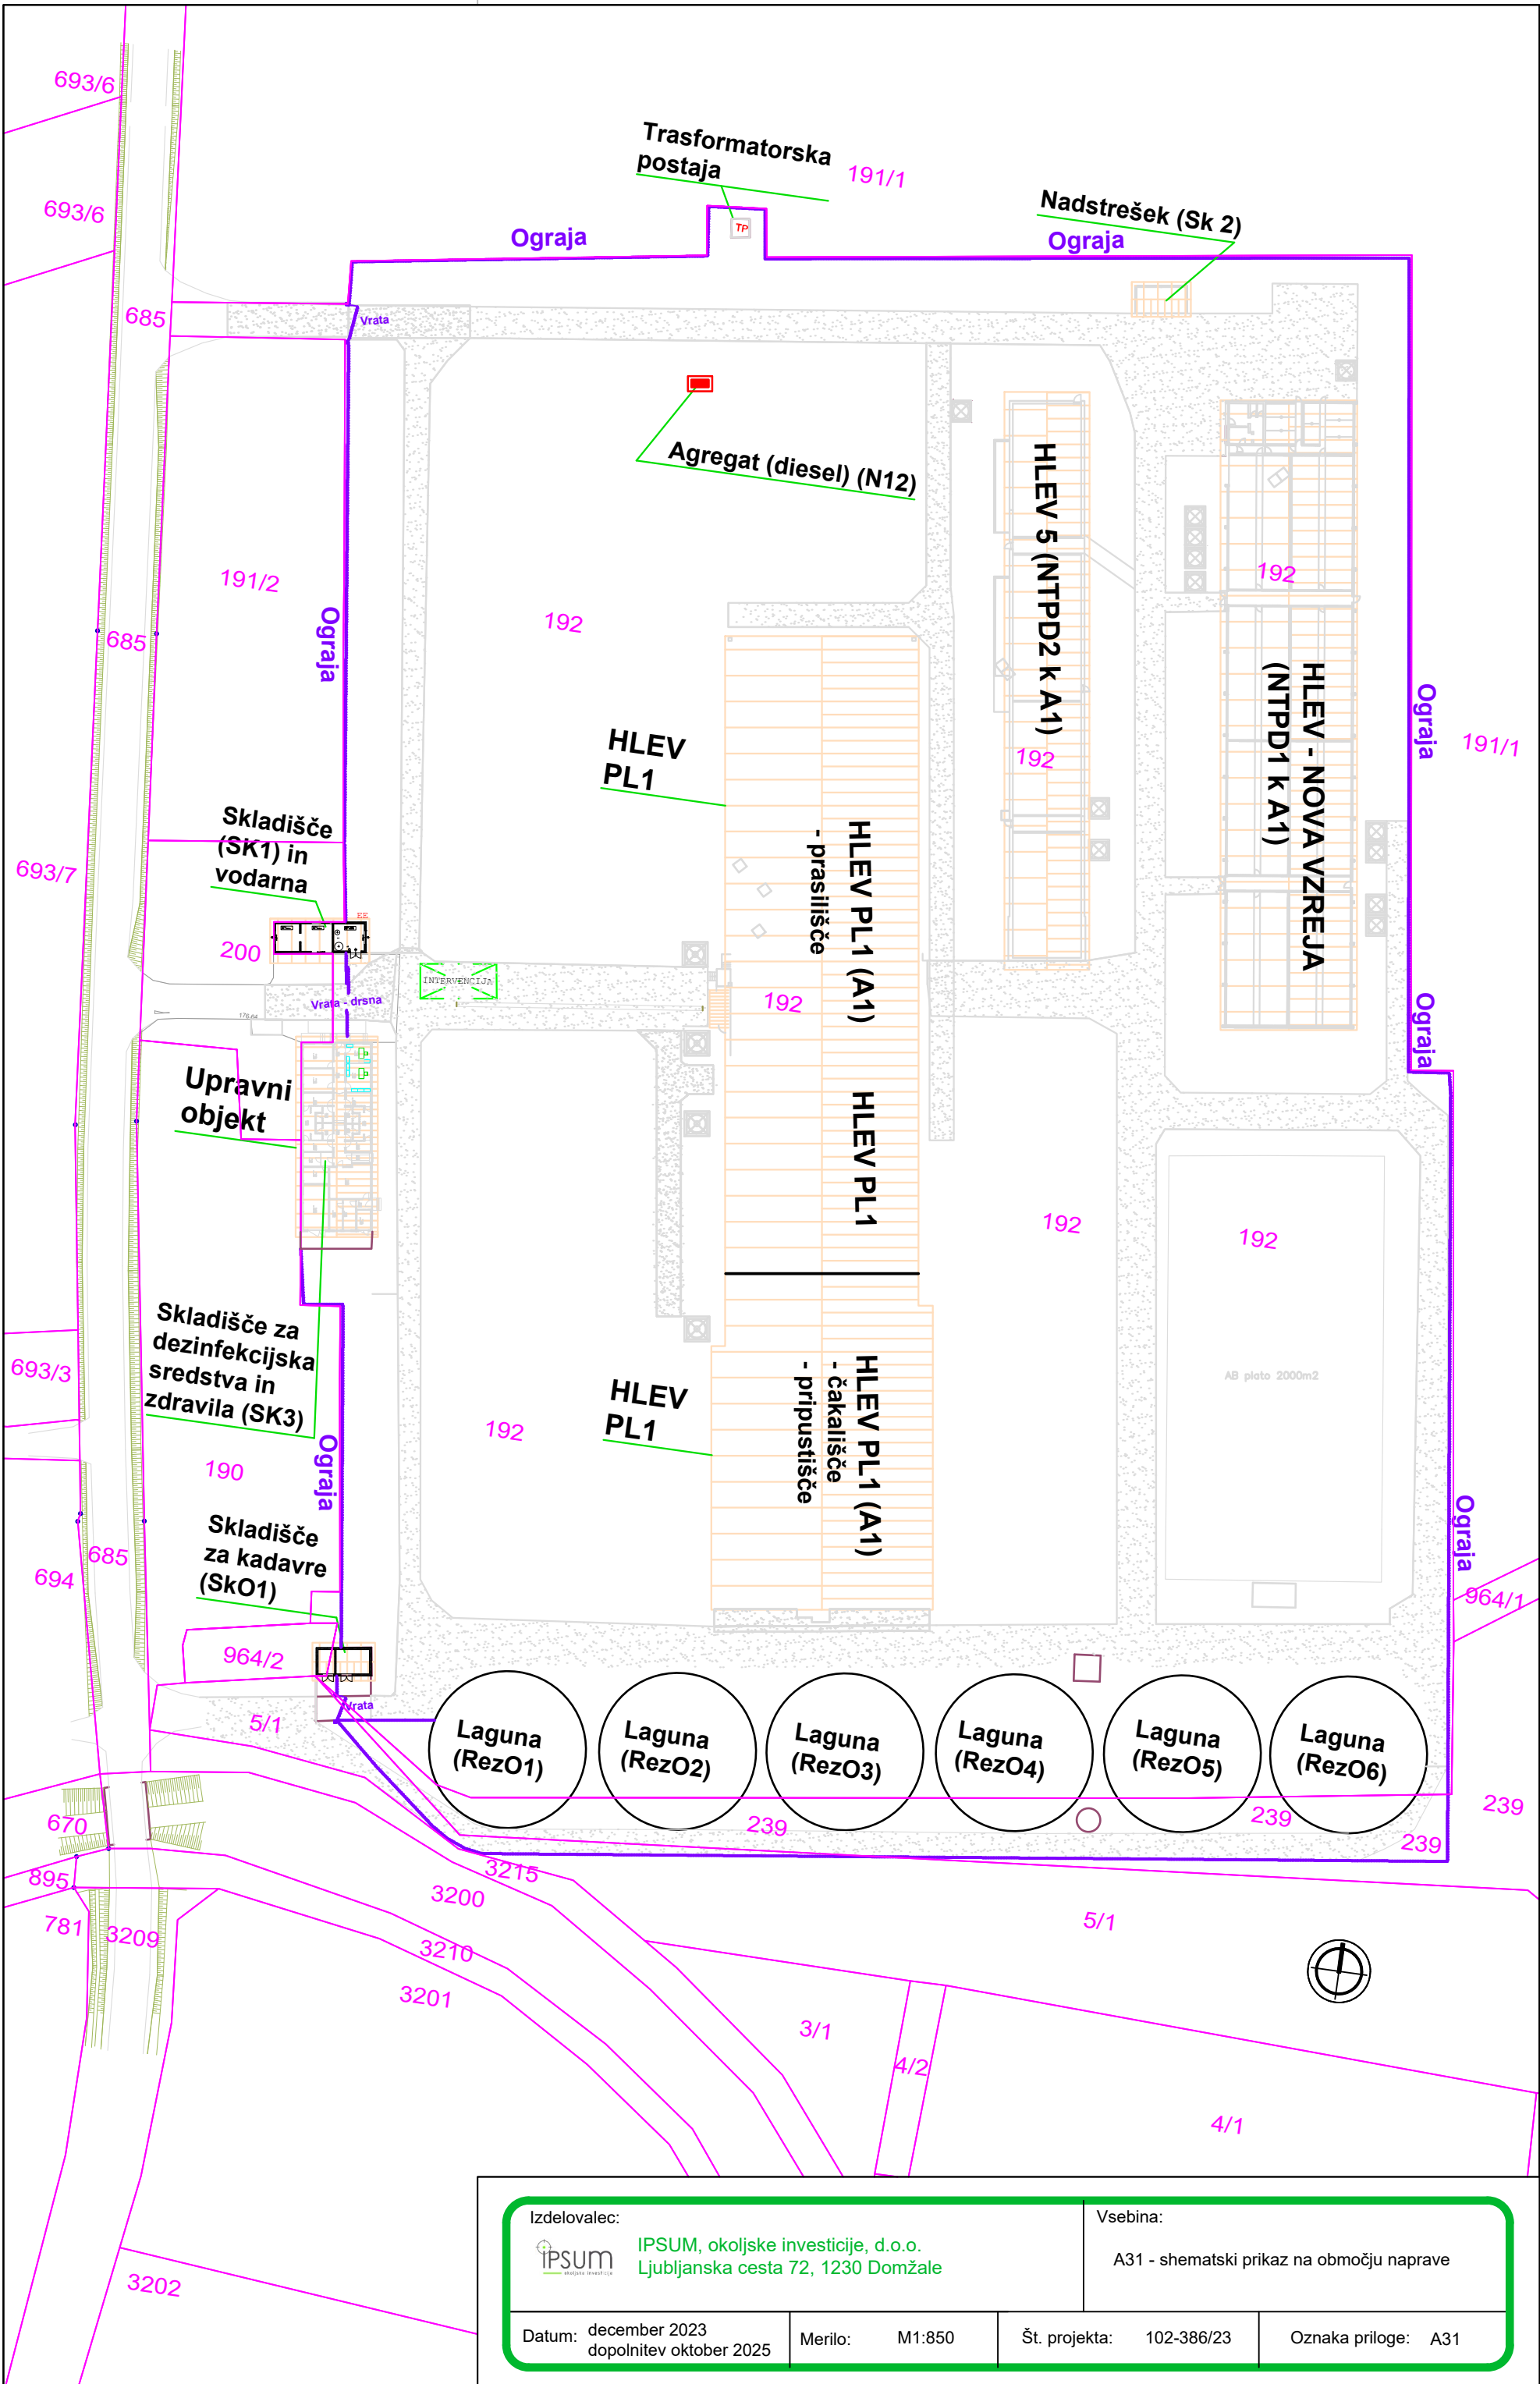 693/6
Trasformatorska
postaja
191/1
693/6
Nadstrešek (Sk 2)
TP
Ograja
Ograja
685
Vrata
Agregat (diesel) (N12)
HLEV 5 (NTPD2 k A1)
191/2
192
192
685
Ograja
HLEV - NOVA VZREJA
(NTPD1 k A1)
Ograja
191/1
HLEV
PL1
192
Skladišče
(SK1) in
vodarna
HLEV PL1 (A1)
- prasilišče
693/7
EE
200
INTERVENCIJA
Vrata - drsna
192
Ograja
Upravni
objekt
HLEV PL1
192
192
Skladišče za
dezinfekcijska
sredstva in
zdravila (SK3)
693/3
HLEV
PL1
HLEV PL1 (A1)
- čakališče
- pripustišče
AB plato 2000m2
192
Ograja
190
Ograja
Skladišče
za kadavre
(SkO1)
685
694
964/1
964/2
Vrata
5/1
Laguna
(RezO1)
Laguna
(RezO2)
Laguna
(RezO3)
Laguna
(RezO4)
Laguna
(RezO5)
Laguna
(RezO6)
670
239
239
239
239
895
3215
3200
781
3209
5/1
3210
3201
3/1
4/2
4/1
3202
Izdelovalec:
ipsum
okoljske investicije
IPSUM, okoljske investicije, d.o.o.
Ljubljanska cesta 72, 1230 Domžale
Vsebina:
A31 - shematski prikaz na območju naprave
Datum: december 2023
dopolnitev oktober 2025
Merilo: M1:850
Št. projekta: 102-386/23
Oznaka priloge: A31